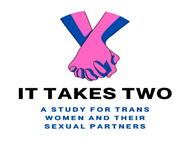 IT TAKES TWO
A STUDY FOR TRANS
WOMEN AND THEIR
SEXUAL PARTNERS